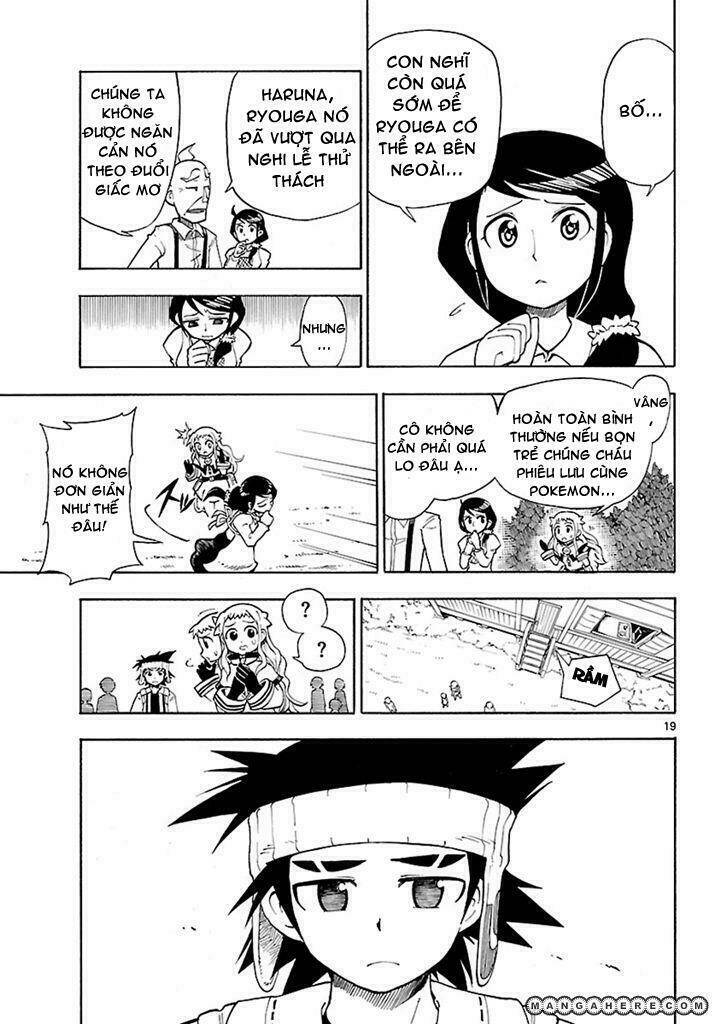 BỐ...
CON NGHĨ
CÒN QUÁ
SỚM ĐỂ
RYOUGA CÓ
THỂ RA BÊN
NGOÀI...
HARUNA,
RYOUGA NÓ
ĐÃ VƯỢT QUA
NGHI LỄ THỬ
THÁCH
CHÚNG TA
KHÔNG
ĐƯỢC NGĂN
CẢN NÓ
THEO ĐUỔI
GIẤC MƠ
NHƯNG
...
VÂNG
,
HOÀN TOÀN BÌNH
THƯỜNG NẾU BỌN
TRẺ CHÚNG CHÁU
PHIÊU LƯU CÙNG
POKEMON...
CÔ KHÔNG
CẦN PHẢI QUÁ
LO ĐÂU Ạ...
NÓ KHÔNG
ĐƠN GIẢN
NHƯ THẾ
ĐÂU!
RẦM
?
?
19
MANGAHERE.COM